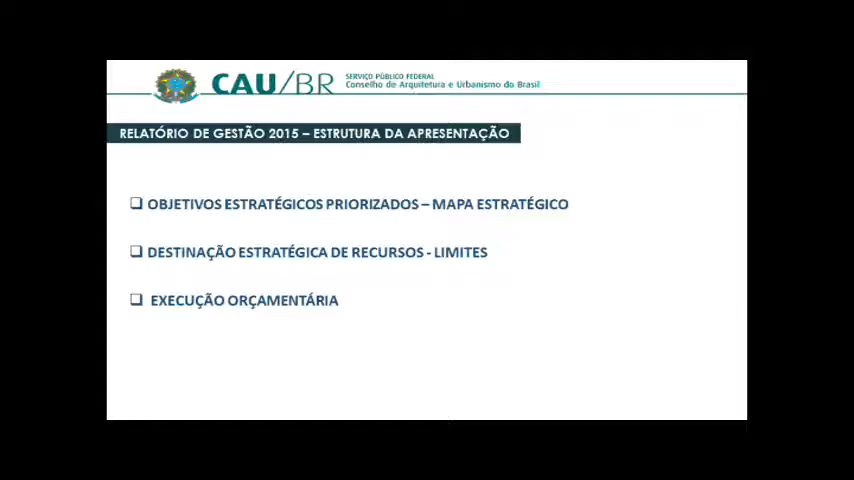 CAU/BR
SERVIÇO PÚBLICO FEDERAL
Conselho de Arquitetura e Urbanismo do Brasil
RELATÓRIO DE GESTÃO 2015 – ESTRUTURA DA APRESENTAÇÃO
OBJETIVOS ESTRATÉGICOS PRIORIZADOS – MAPA ESTRATÉGICO
DESTINAÇÃO ESTRATÉGICA DE RECURSOS - LIMITES
EXECUÇÃO ORÇAMENTÁRIA